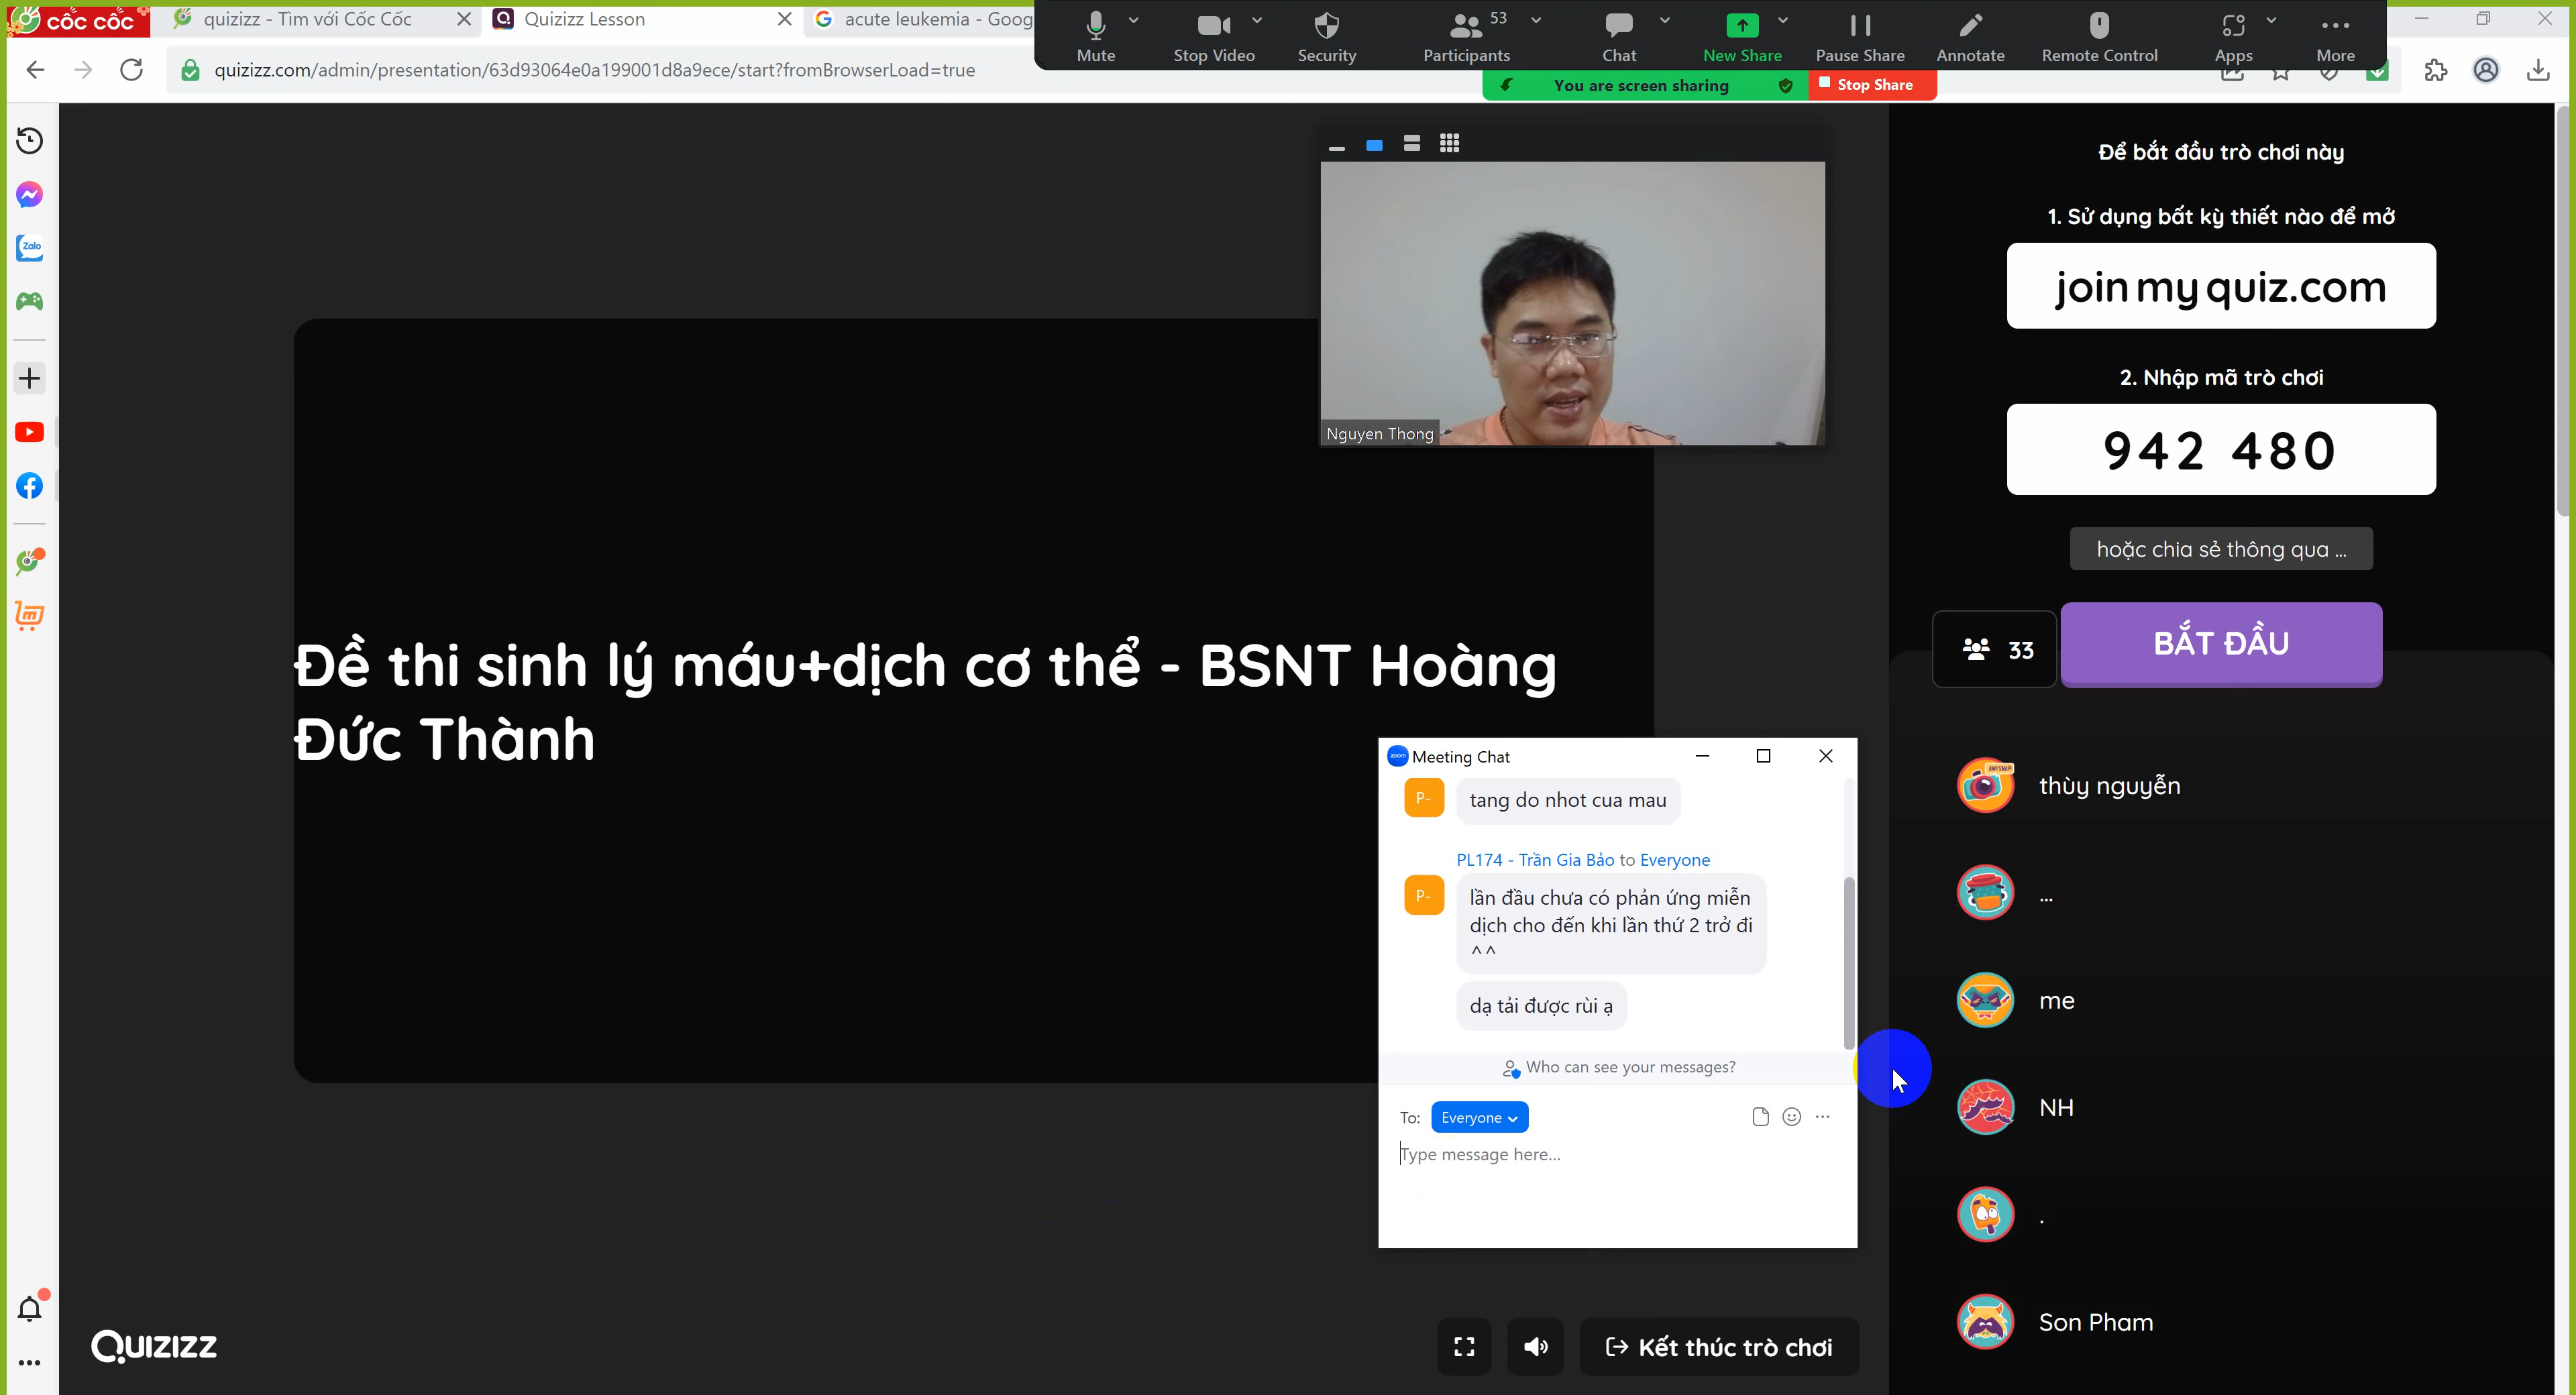 cốc cốc
quizizz - Tìm với Cốc Cốc
Quizizz Lesson
acute leukemia - Goog
Mute
Stop Video
Security
53
Participants
Chat
New Share
Pause Share
Annotate
Remote Control
Apps
More
quizizz.com/admin/presentation/63d93064e0a199001d8a9ece/start?fromBrowserLoad=true
You are screen sharing
Stop Share
Zalo
Nguyen Thong
Để bắt đầu trò chơi này
1. Sử dụng bất kỳ thiết nào để mở
joinmyquiz.com
2. Nhập mã trò chơi
942 480
hoặc chia sẻ thông qua ...
33
BẮT ĐẦU
Đề thi sinh lý máu+dịch cơ thể - BSNT Hoàng
Đức Thành
zoom Meeting Chat
P-
tang do nhot cua mau
PL174 - Trần Gia Bảo to Everyone
P-
lần đầu chưa có phản ứng miễn
dịch cho đến khi lần thứ 2 trở đi
^^
dạ tải được rùi ạ
Who can see your messages?
To: Everyone
Type message here...
thùy nguyễn
...
me
NH
.
Son Pham
Quizizz
Kết thúc trò chơi